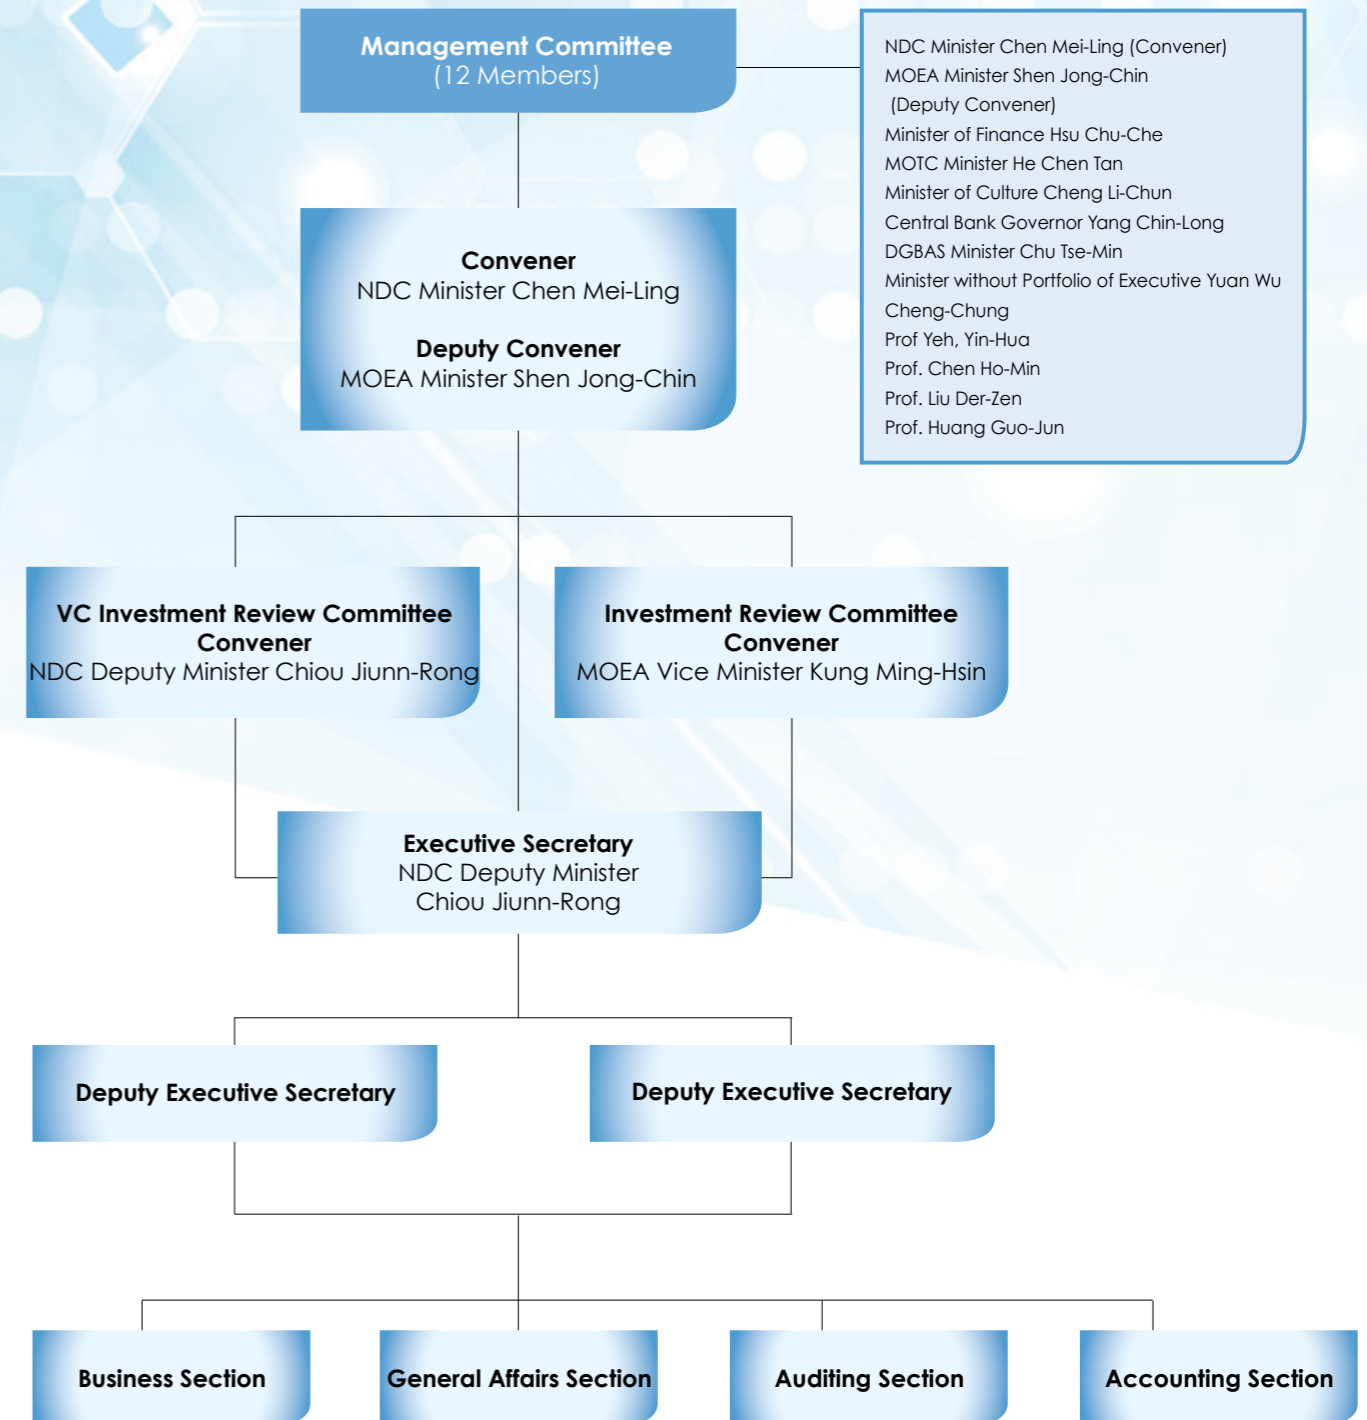 Management Committee
(12 Members)
NDC Minister Chen Mei-Ling (Convener)
MOEA Minister Shen Jong-Chin
(Deputy Convener)
Minister of Finance Hsu Chu-Che
MOTC Minister He Chen Tan
Minister of Culture Cheng Li-Chun
Central Bank Governor Yang Chin-Long
DGBAS Minister Chu Tse-Min
Minister without Portfolio of Executive Yuan Wu
Cheng-Chung
Prof Yeh, Yin-Hua
Prof. Chen Ho-Min
Prof. Liu Der-Zen
Prof. Huang Guo-Jun
Convener
NDC Minister Chen Mei-Ling
Deputy Convener
MOEA Minister Shen Jong-Chin
VC Investment Review Committee
Convener
NDC Deputy Minister Chiou Jiunn-Rong
Investment Review Committee
Convener
MOEA Vice Minister Kung Ming-Hsin
Executive Secretary
NDC Deputy Minister
Chiou Jiunn-Rong
Deputy Executive Secretary
Deputy Executive Secretary
Business Section
General Affairs Section
Auditing Section
Accounting Section